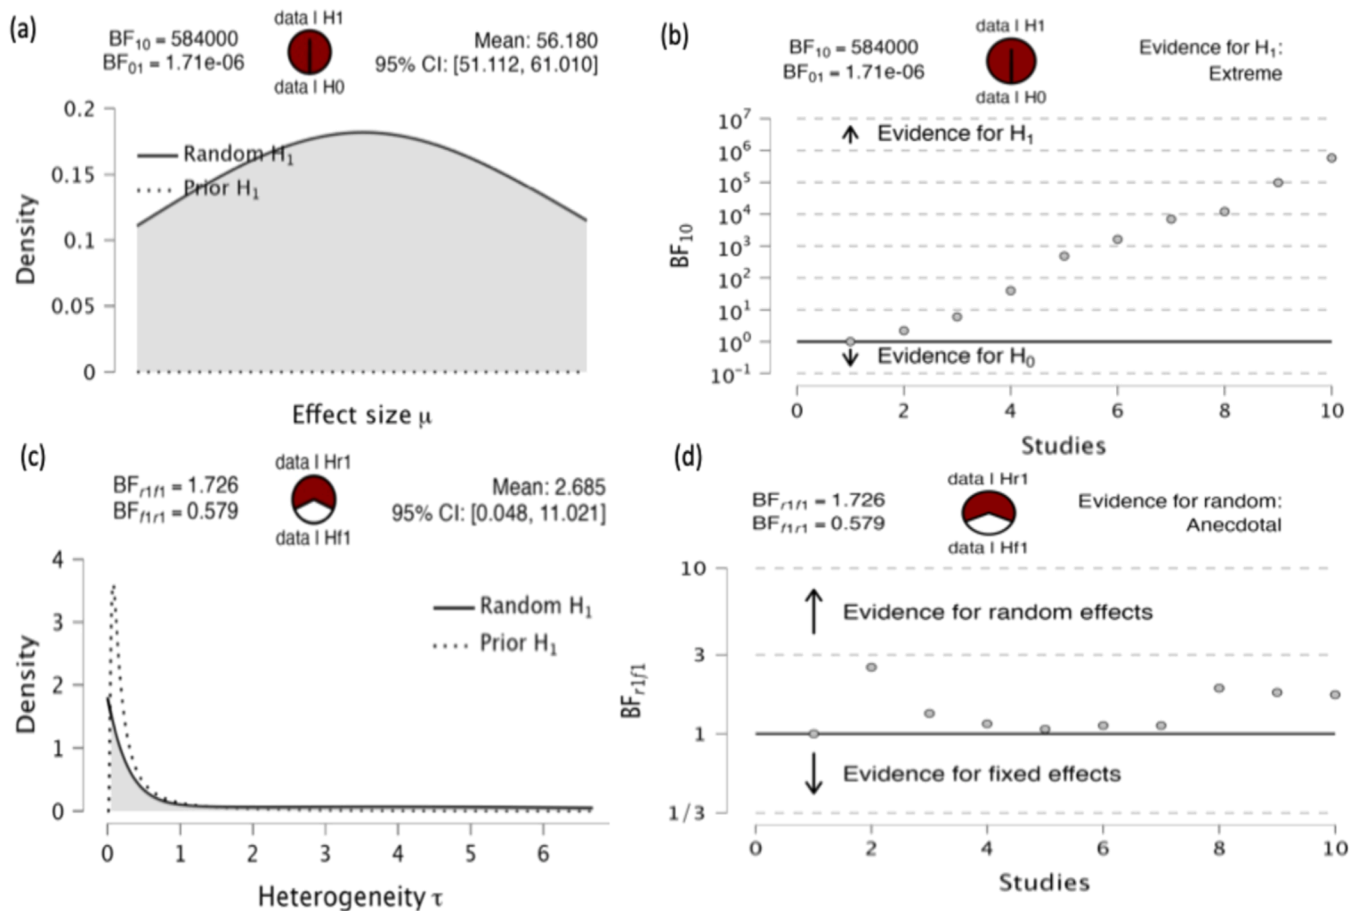 (a)
data I H1
BF10 = 584000
BF01 = 1.71e-06
data I H0
Mean: 56.180
95% CI: [51.112, 61.010]
0.2
0.15
0.1
0.05
0
Density
Random H1
Prior H1
Effect size μ
(b)
data I H1
BF10 = 584000
BF01 = 1.71e-06
data I H0
Evidence for H1:
Extreme
10^7
10^6
10^5
10^4
10^3
10^2
10^1
10^0
10^-1
BF10
Evidence for H1
Evidence for H0
0 2 4 6 8 10
Studies
(c)
data I Hr1
BFr1f1 = 1.726
BFf1r1 = 0.579
data I Hf1
Mean: 2.685
95% CI: [0.048, 11.021]
4
3
2
1
0
Density
Random H1
Prior H1
0 1 2 3 4 5 6
Heterogeneity τ
(d)
data I Hr1
BFr1f1 = 1.726
BFf1r1 = 0.579
data I Hf1
Evidence for random:
Anecdotal
10
3
1
1/3
BFr1f1
Evidence for random effects
Evidence for fixed effects
0 2 4 6 8 10
Studies